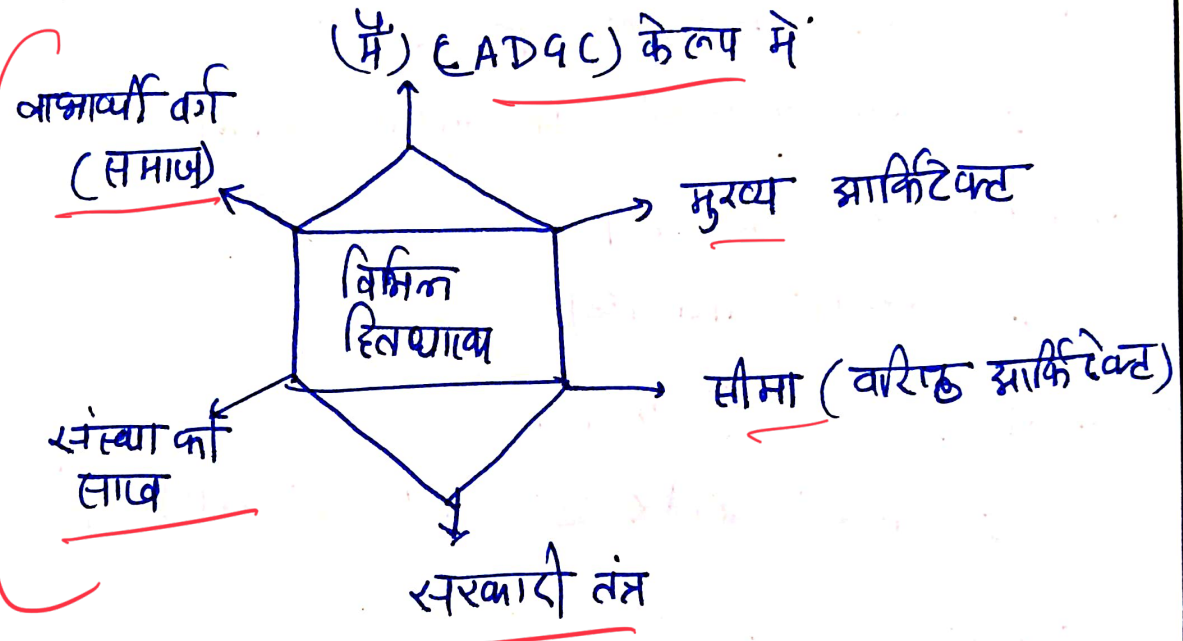 (मैं) (ADGC) के रूप में
लाभार्थी वर्ग
(समाज)
मुख्य आर्किटेक्ट
विभिन्न
हितधारक
सीमा (वरिष्ठ आर्किटेक्ट)
संस्था की
साख
सरकारी तंत्र